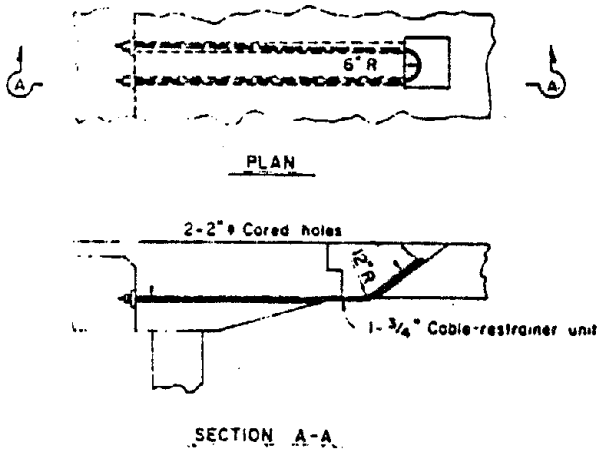 A
A
6" R
PLAN
2-2" φ Cored holes
12" R
1-3/4" Cable-restrainer unit
SECTION A-A